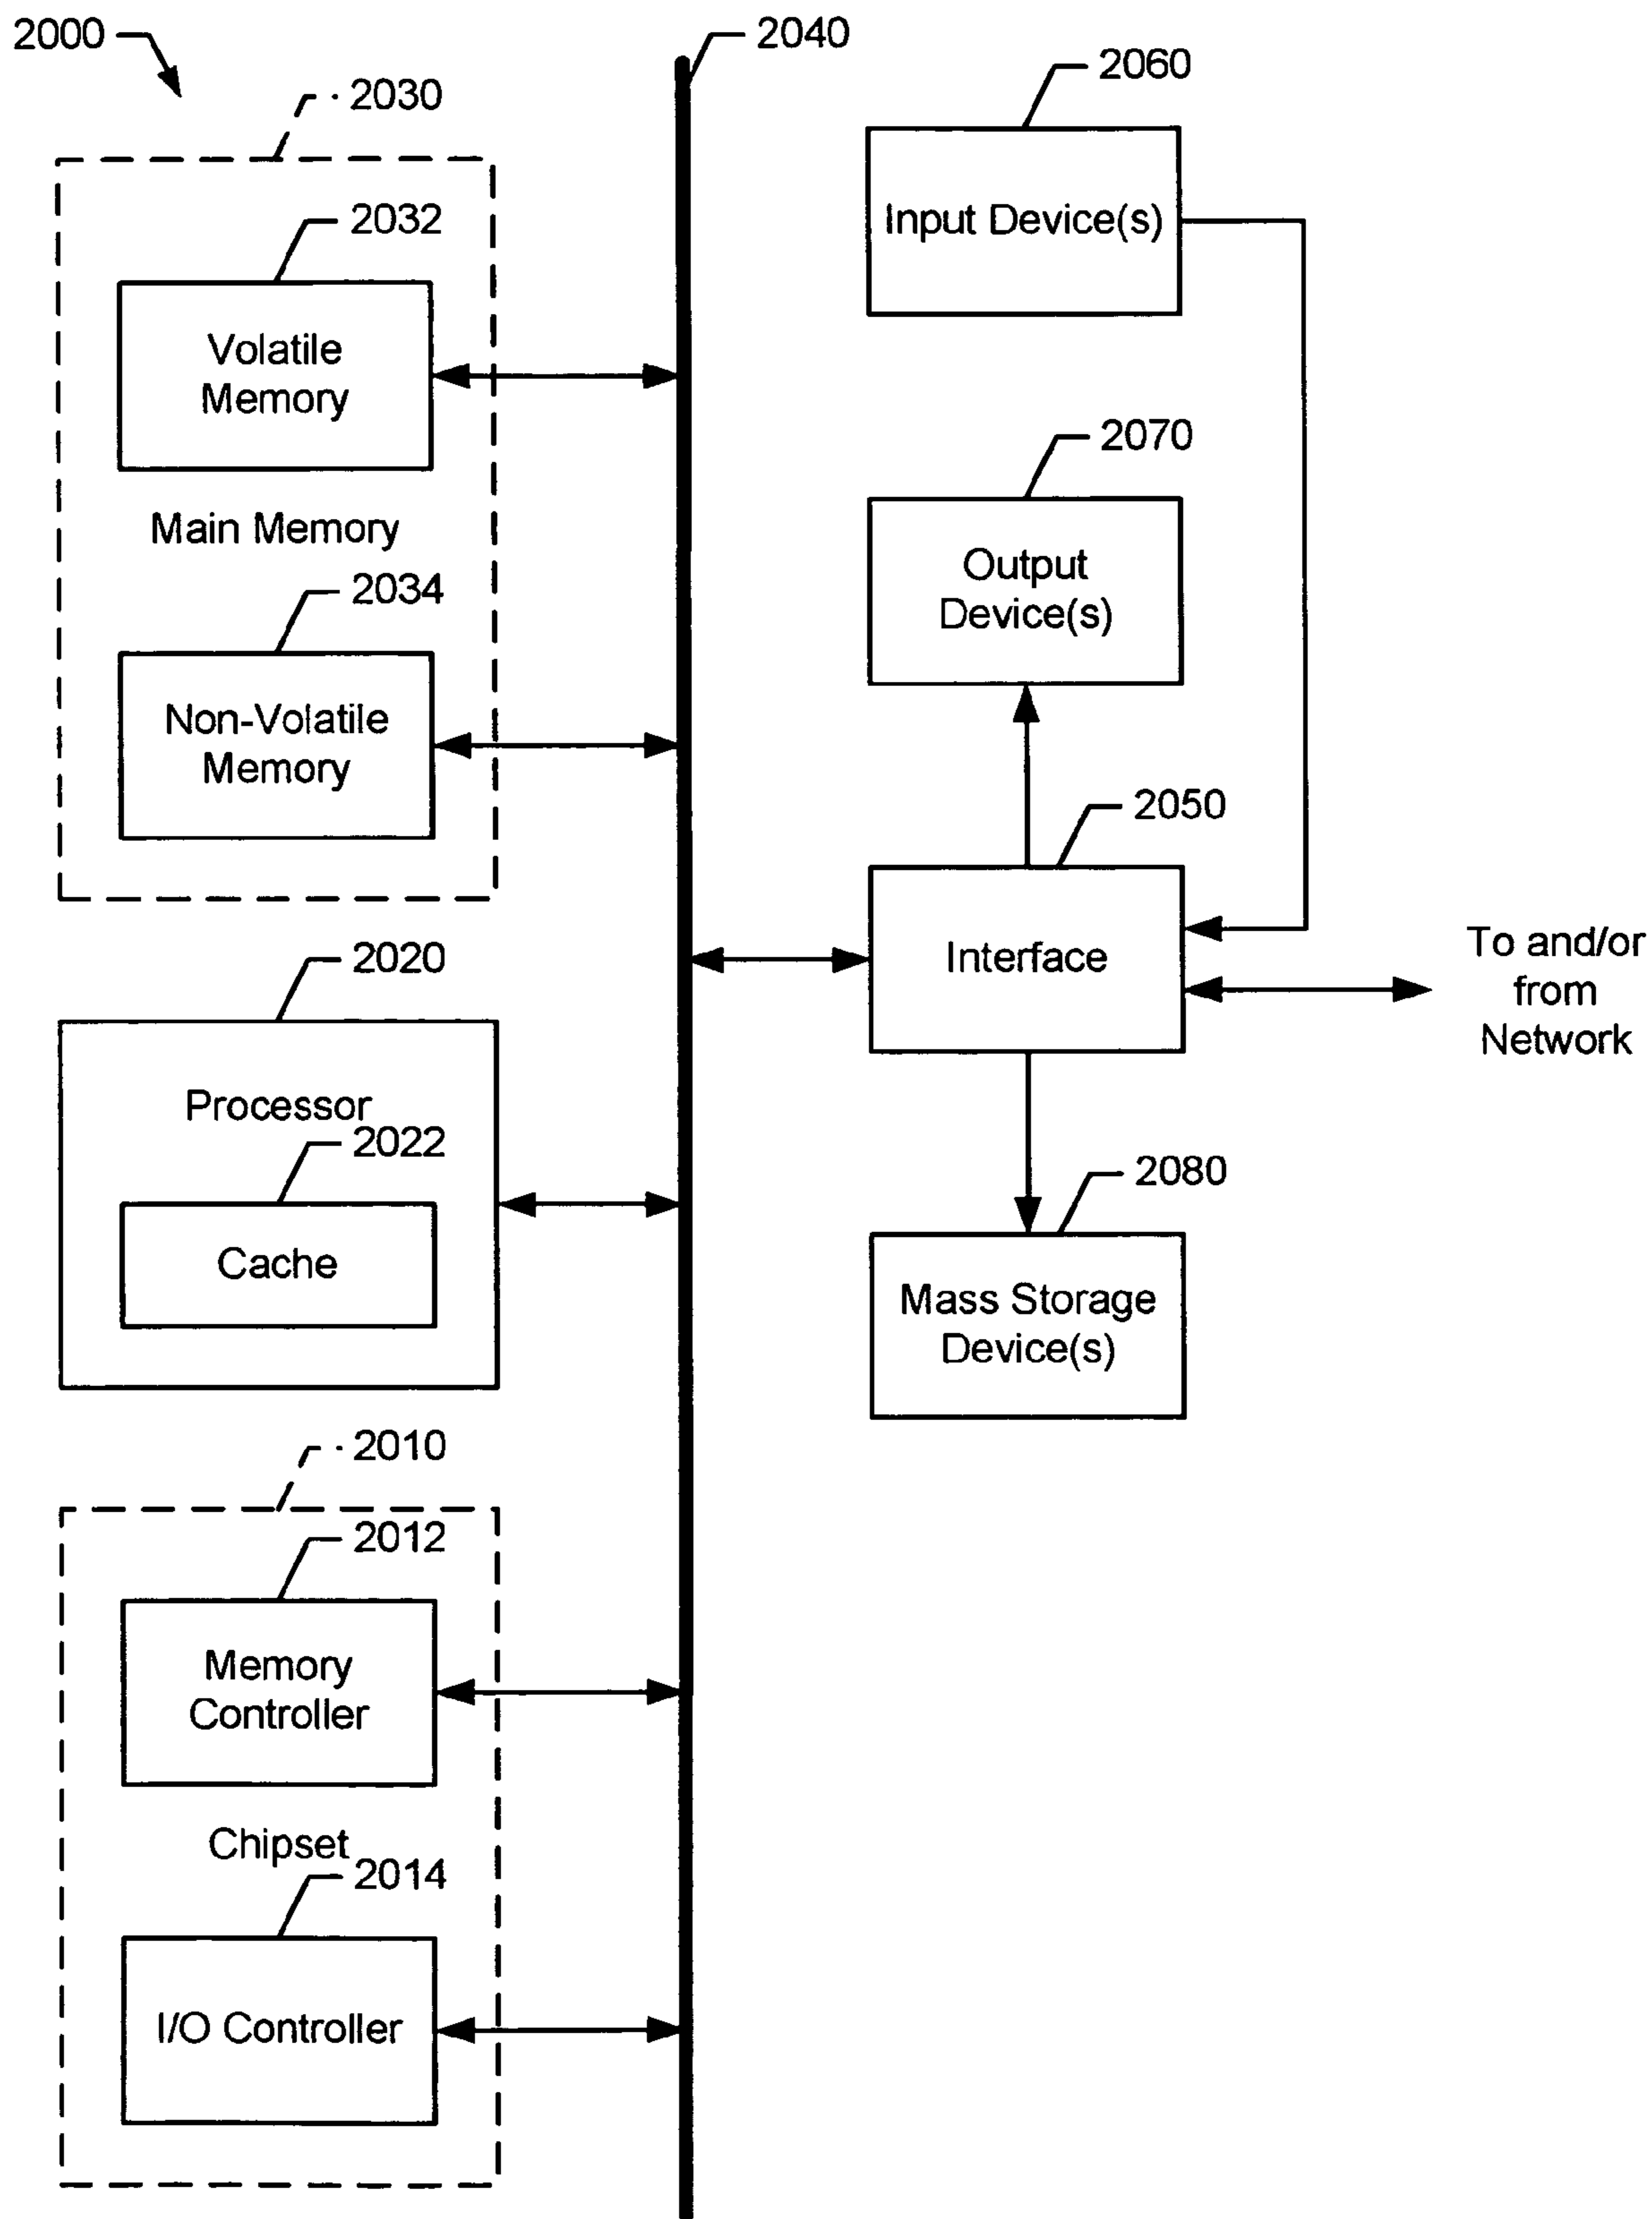 2000
2040
2060
2030
2032
Input Device(s)
Volatile
Memory
2070
Main Memory
Output
Device(s)
2034
Non-Volatile
Memory
2050
2020
Interface
To and/or
from
Network
Processor
2022
2080
Cache
Mass Storage
Device(s)
2010
2012
Memory
Controller
Chipset
2014
I/O Controller